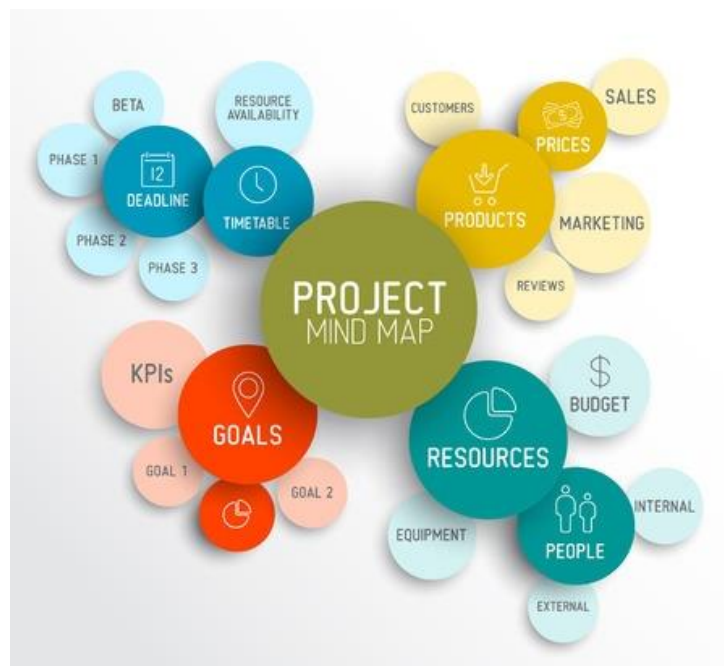 PROJECT
MIND MAP
BETA
RESOURCE
AVAILABILITY
PHASE 1
12
DEADLINE
TIMETABLE
PHASE 2
PHASE 3
CUSTOMERS
$
PRICES
SALES
PRODUCTS
MARKETING
REVIEWS
KPIs
GOALS
GOAL 1
GOAL 2
$
BUDGET
RESOURCES
EQUIPMENT
PEOPLE
INTERNAL
EXTERNAL